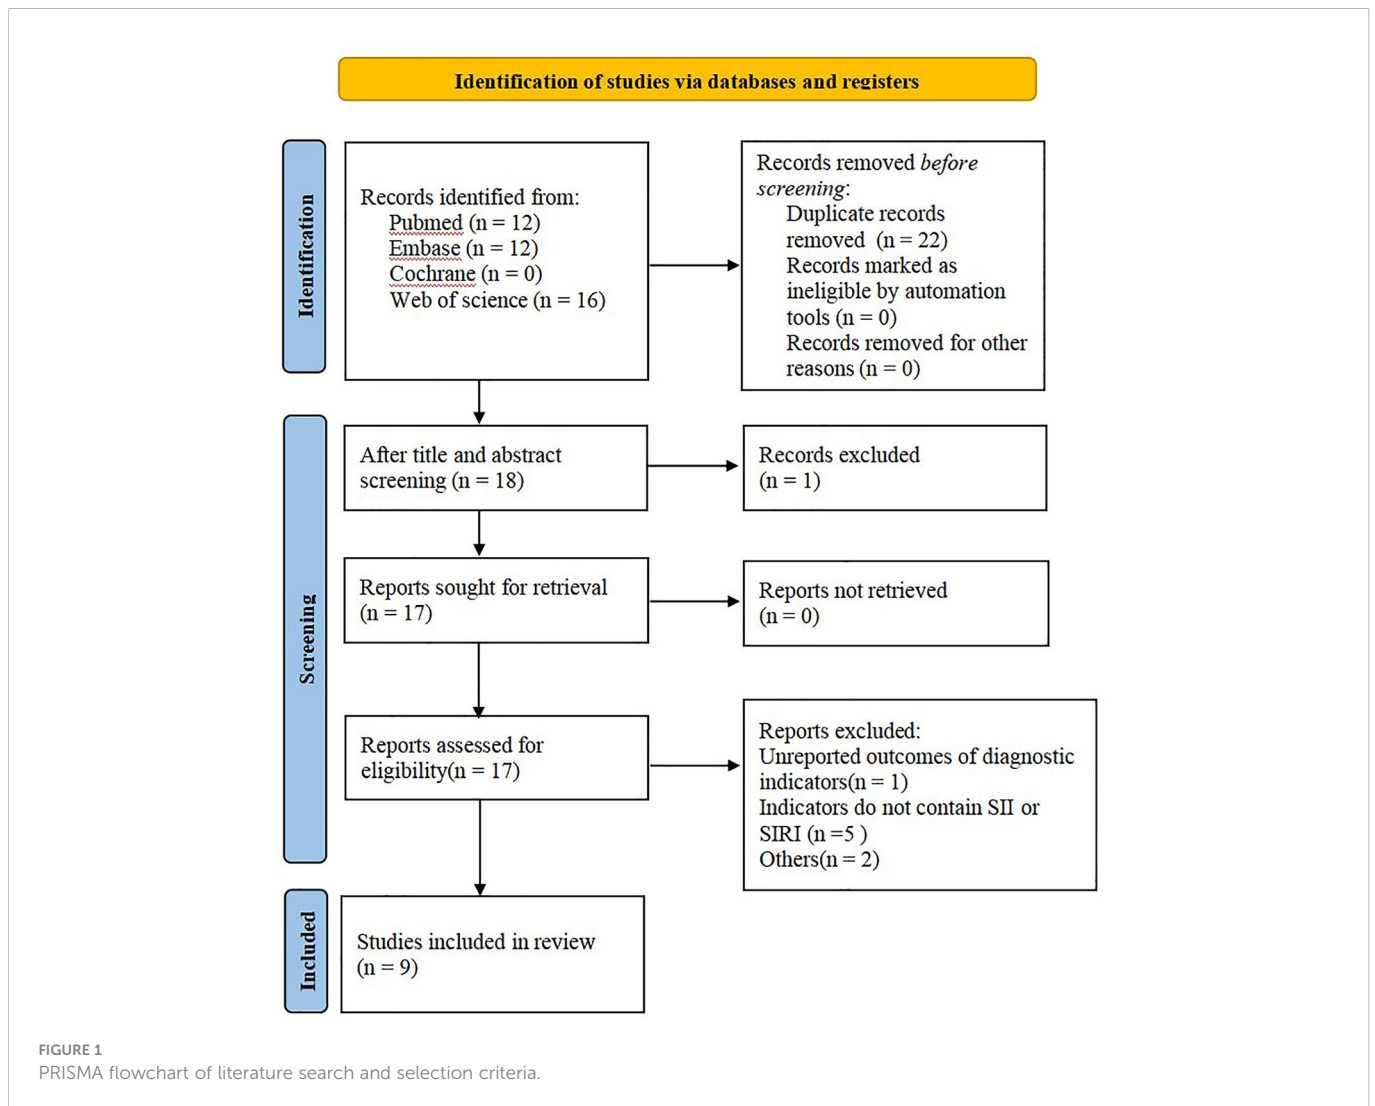 Identification of studies via databases and registers
Identification
Records identified from:
Pubmed (n = 12)
Embase (n = 12)
Cochrane (n = 0)
Web of science (n = 16)
Records removed before
screening:
Duplicate records
removed (n = 22)
Records marked as
ineligible by automation
tools (n = 0)
Records removed for other
reasons (n = 0)
Screening
After title and abstract
screening (n = 18)
Records excluded
(n = 1)
Reports sought for retrieval
(n = 17)
Reports not retrieved
(n = 0)
Reports assessed for
eligibility(n = 17)
Reports excluded:
Unreported outcomes of diagnostic
indicators(n = 1)
Indicators do not contain SII or
SIRI (n =5 )
Others(n = 2)
Included
Studies included in review
(n = 9)
FIGURE 1
PRISMA flowchart of literature search and selection criteria.